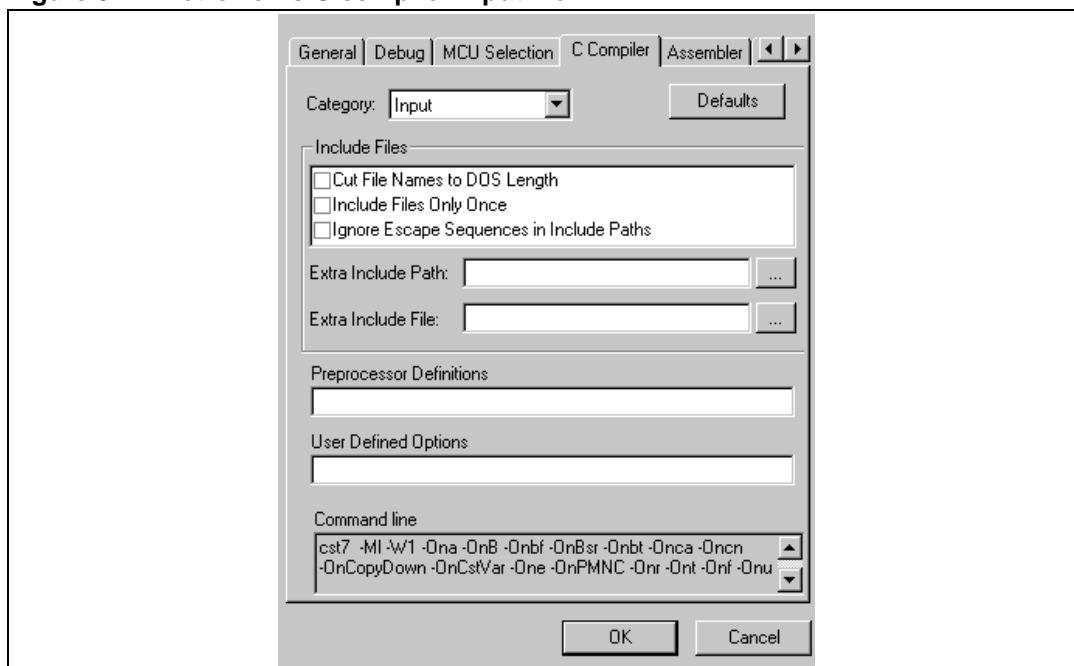 General Debug MCU Selection C Compiler Assembler
Category: Input Defaults
Include Files
Cut File Names to DOS Length
Include Files Only Once
Ignore Escape Sequences in Include Paths
Extra Include Path: ...
Extra Include File: ...
Preprocessor Definitions
User Defined Options
Command line
cst7 -Ml -W1 -Ona -OnB -Onbf -OnBsr -Onbt -Onca -Oncn
-OnCopyDown -OnCstVar -One -OnPMNC -Onr -Ont -Onf -Onu
OK Cancel